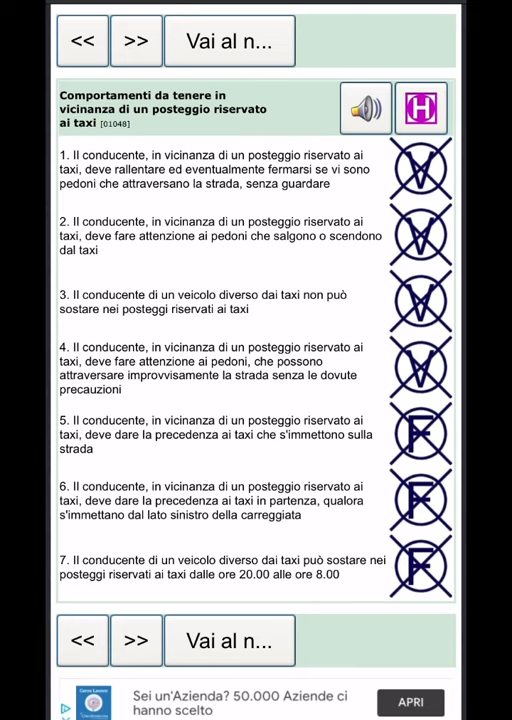 << >> Vai al n...
Comportamenti da tenere in
vicinanza di un posteggio riservato
ai taxi [01048]
H
1. Il conducente, in vicinanza di un posteggio riservato ai
taxi, deve rallentare ed eventualmente fermarsi se vi sono
pedoni che attraversano la strada, senza guardare
V
2. Il conducente, in vicinanza di un posteggio riservato ai
taxi, deve fare attenzione ai pedoni che salgono o scendono
dal taxi
V
3. Il conducente di un veicolo diverso dai taxi non può
sostare nei posteggi riservati ai taxi
V
4. Il conducente, in vicinanza di un posteggio riservato ai
taxi, deve fare attenzione ai pedoni, che possono
attraversare improvvisamente la strada senza le dovute
precauzioni
V
5. Il conducente, in vicinanza di un posteggio riservato ai
taxi, deve dare la precedenza ai taxi che s'immettono sulla
strada
F
6. Il conducente, in vicinanza di un posteggio riservato ai
taxi, deve dare la precedenza ai taxi in partenza, qualora
s'immettano dal lato sinistro della carreggiata
F
7. Il conducente di un veicolo diverso dai taxi può sostare nei
posteggi riservati ai taxi dalle ore 20.00 alle ore 8.00
F
<< >> Vai al n...
Sei un'Azienda? 50.000 Aziende ci
hanno scelto
APRI